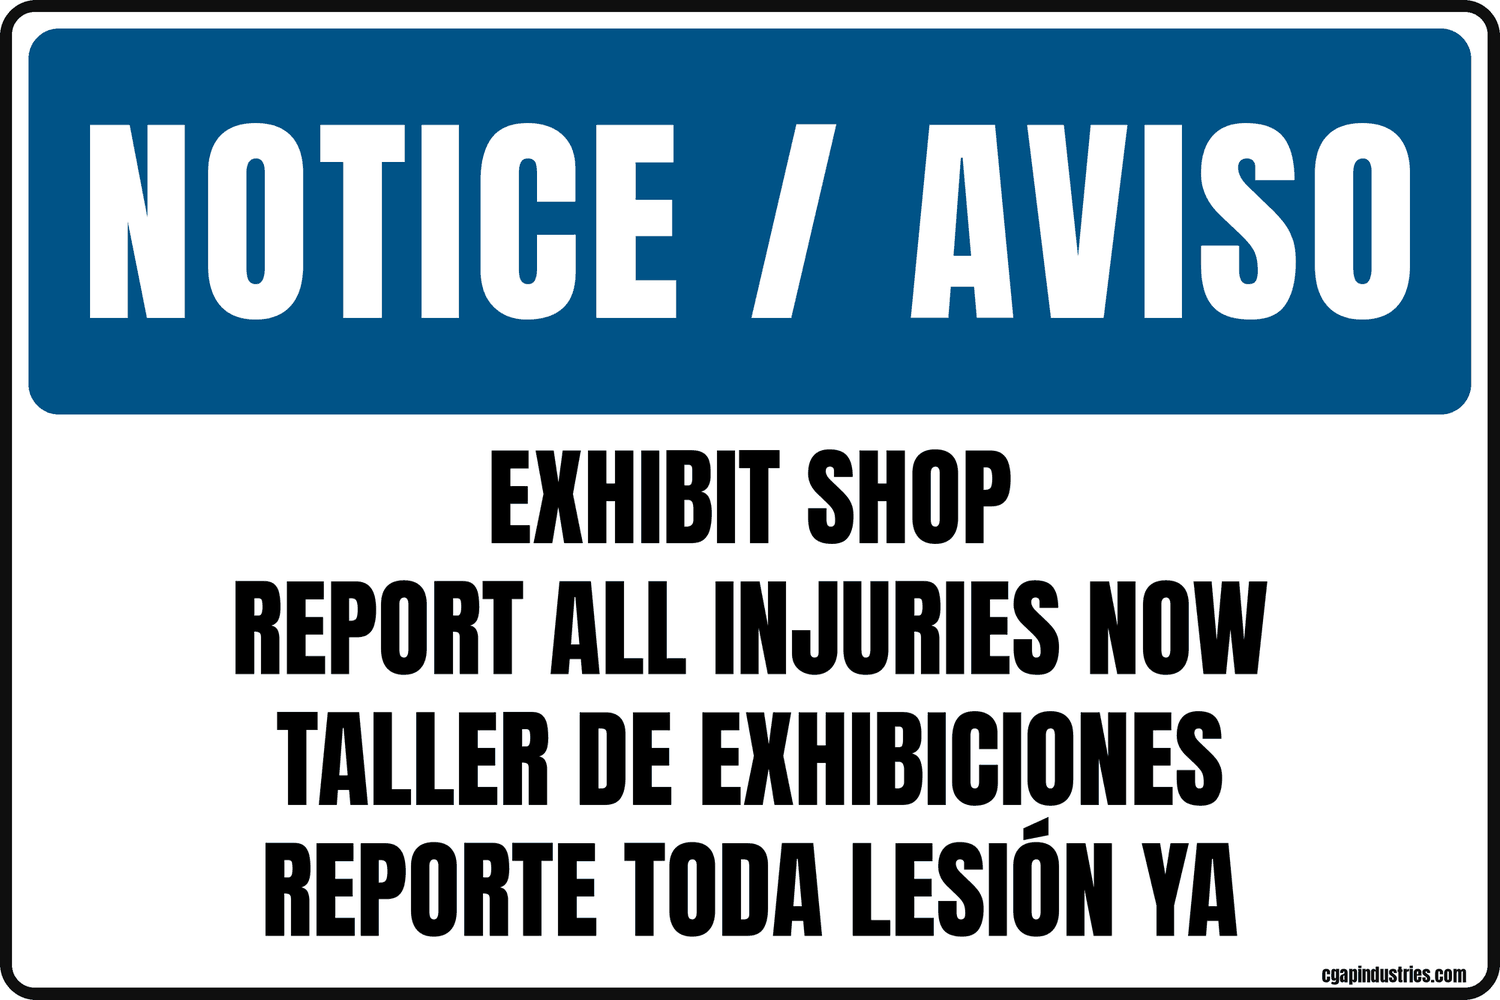 NOTICE / AVISO
EXHIBIT SHOP
REPORT ALL INJURIES NOW
TALLER DE EXHIBICIONES
REPORTE TODA LESIÓN YA
cgapindustries.com